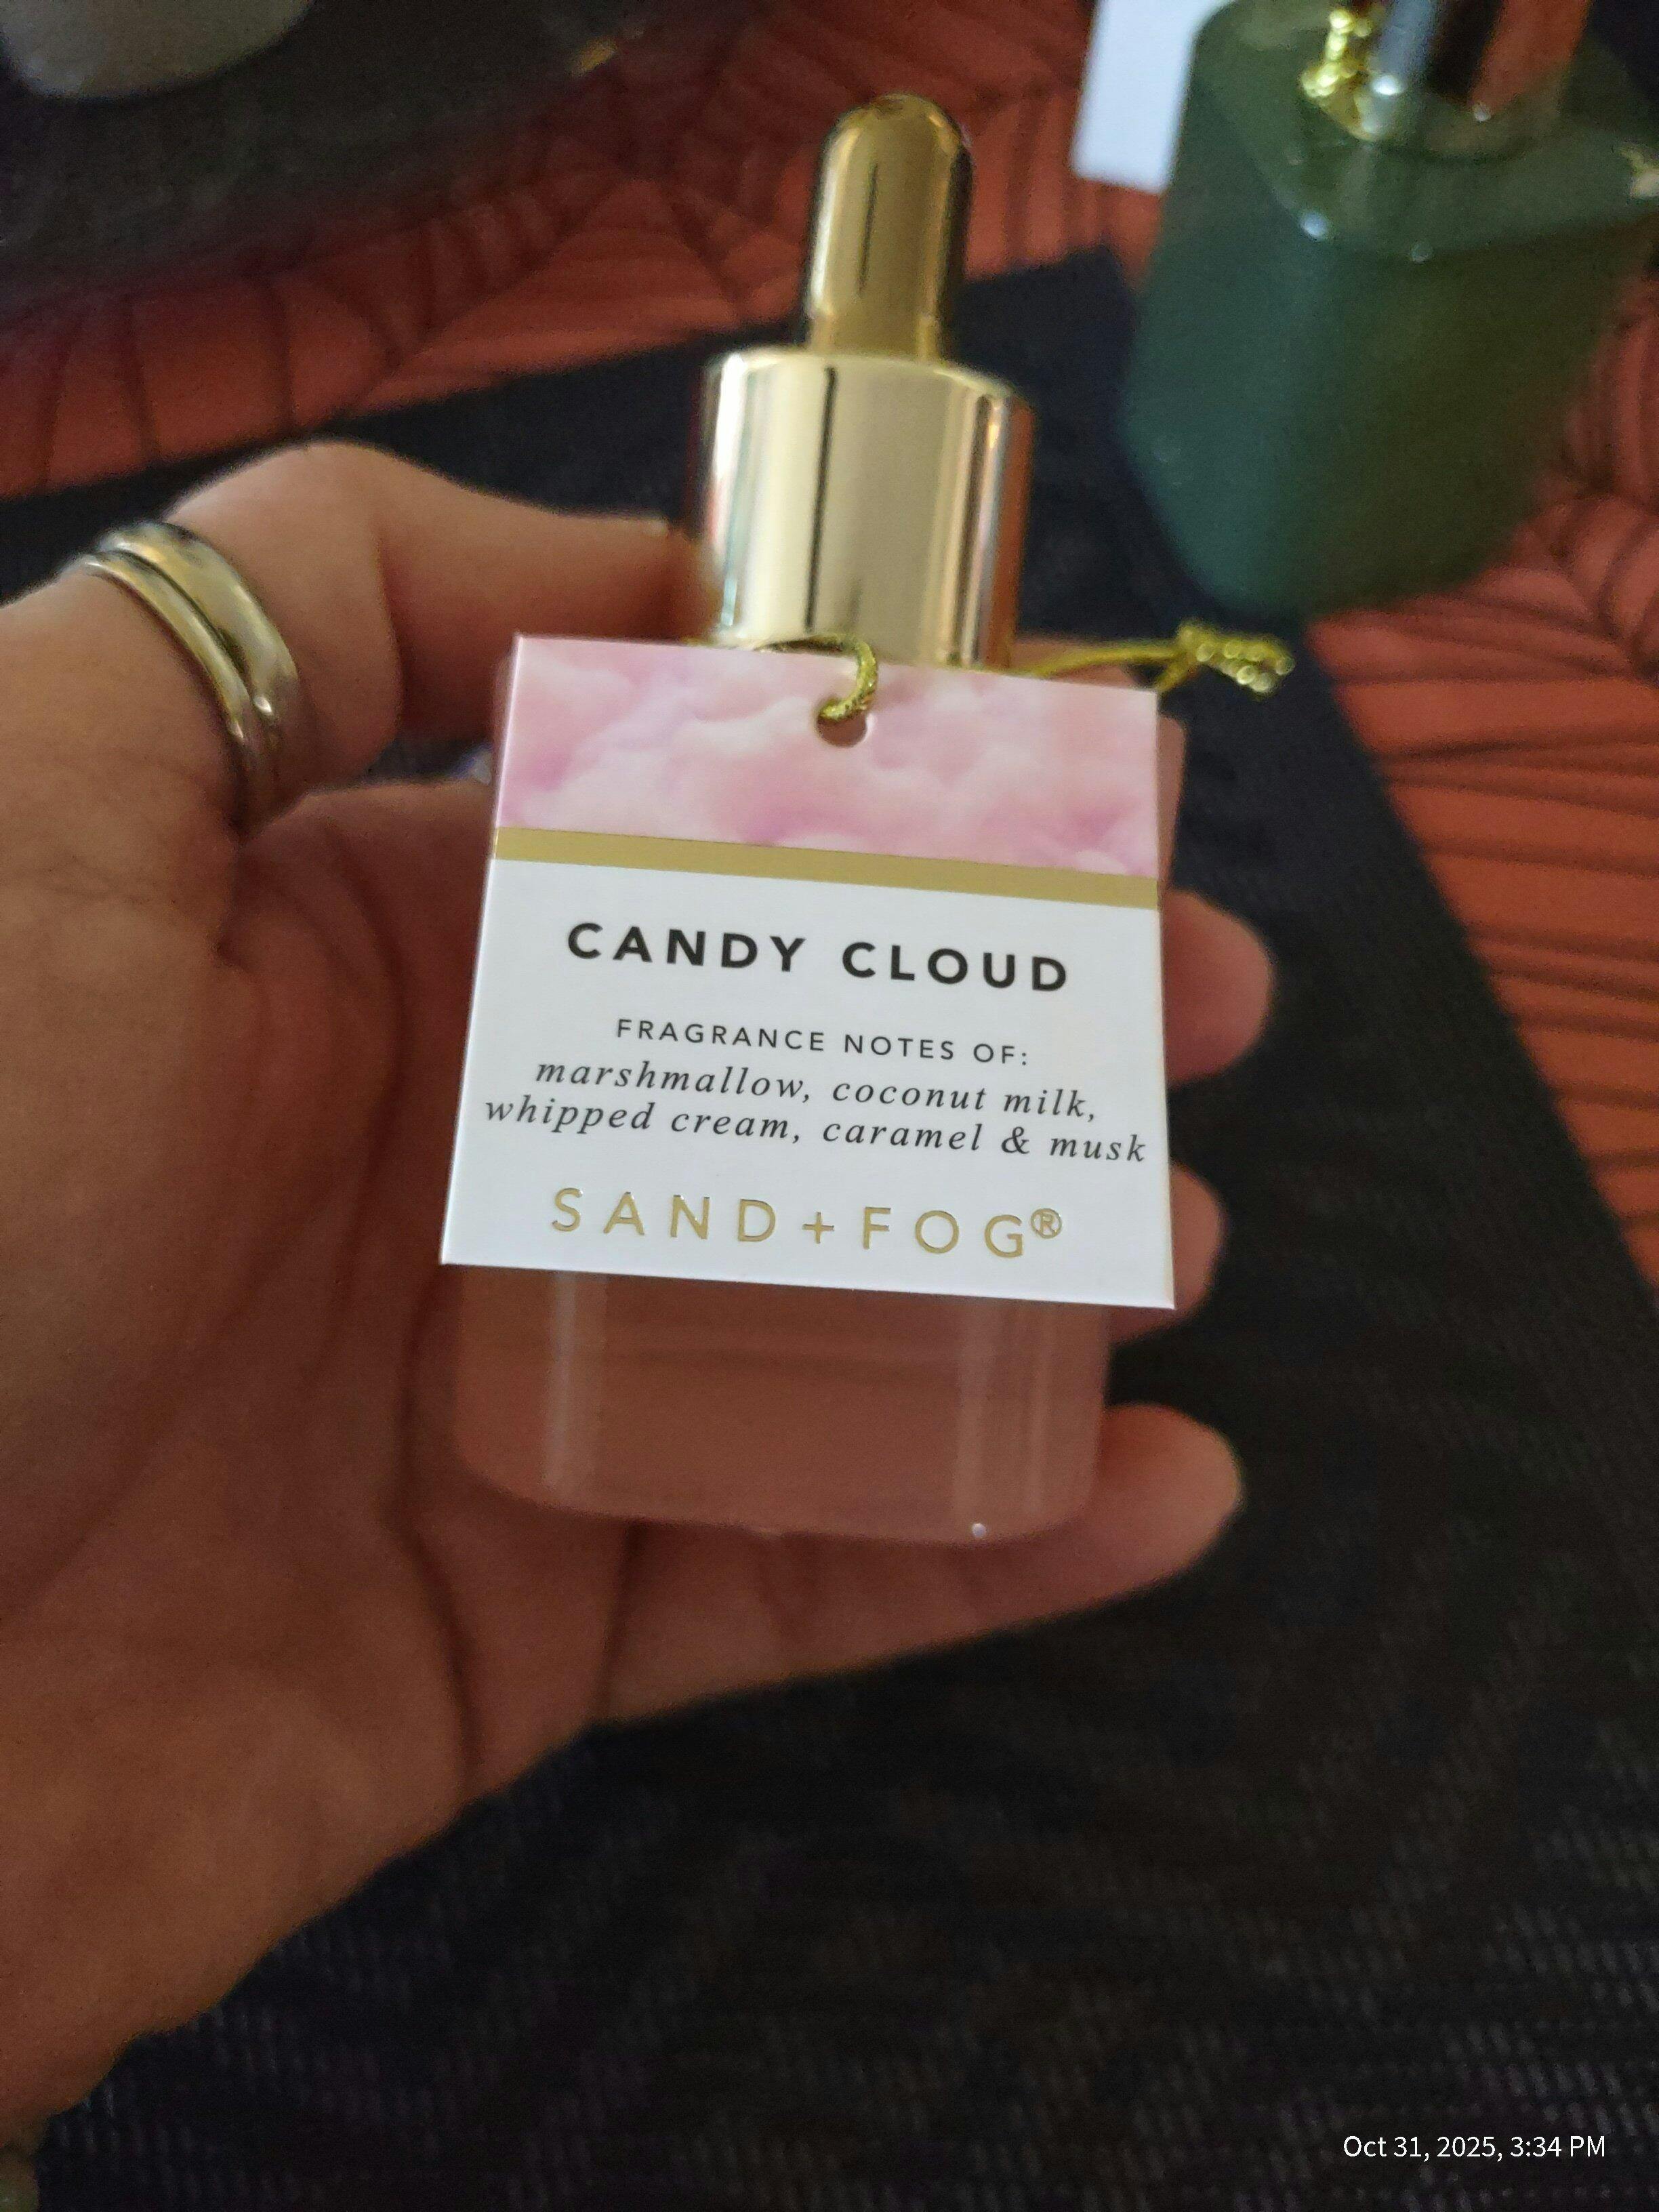 CANDY CLOUD
FRAGRANCE NOTES OF:
marshmallow, coconut milk,
whipped cream, caramel & musk
SAND+FOG®
Oct 31, 2025, 3:34 PM